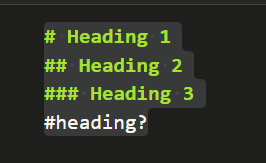 # Heading 1
## Heading 2
### Heading 3
#heading?